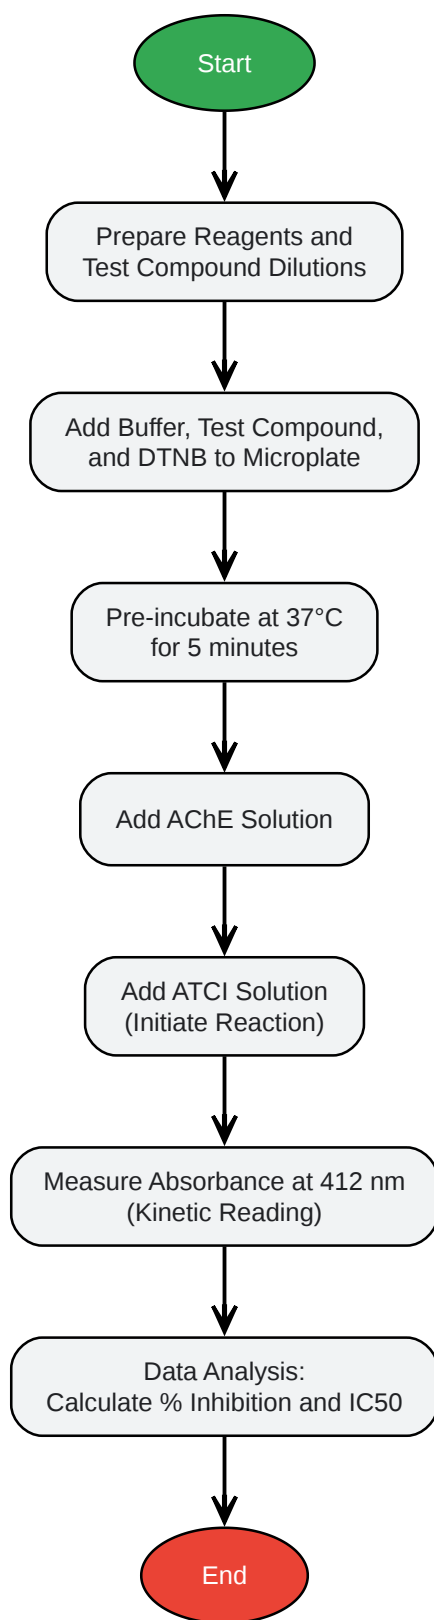 Start
Prepare Reagents and
Test Compound Dilutions
Add Buffer, Test Compound,
and DTNB to Microplate
Pre-incubate at 37°C
for 5 minutes
Add AChE Solution
Add ATCI Solution
(Initiate Reaction)
Measure Absorbance at 412 nm
(Kinetic Reading)
Data Analysis:
Calculate % Inhibition and IC50
End